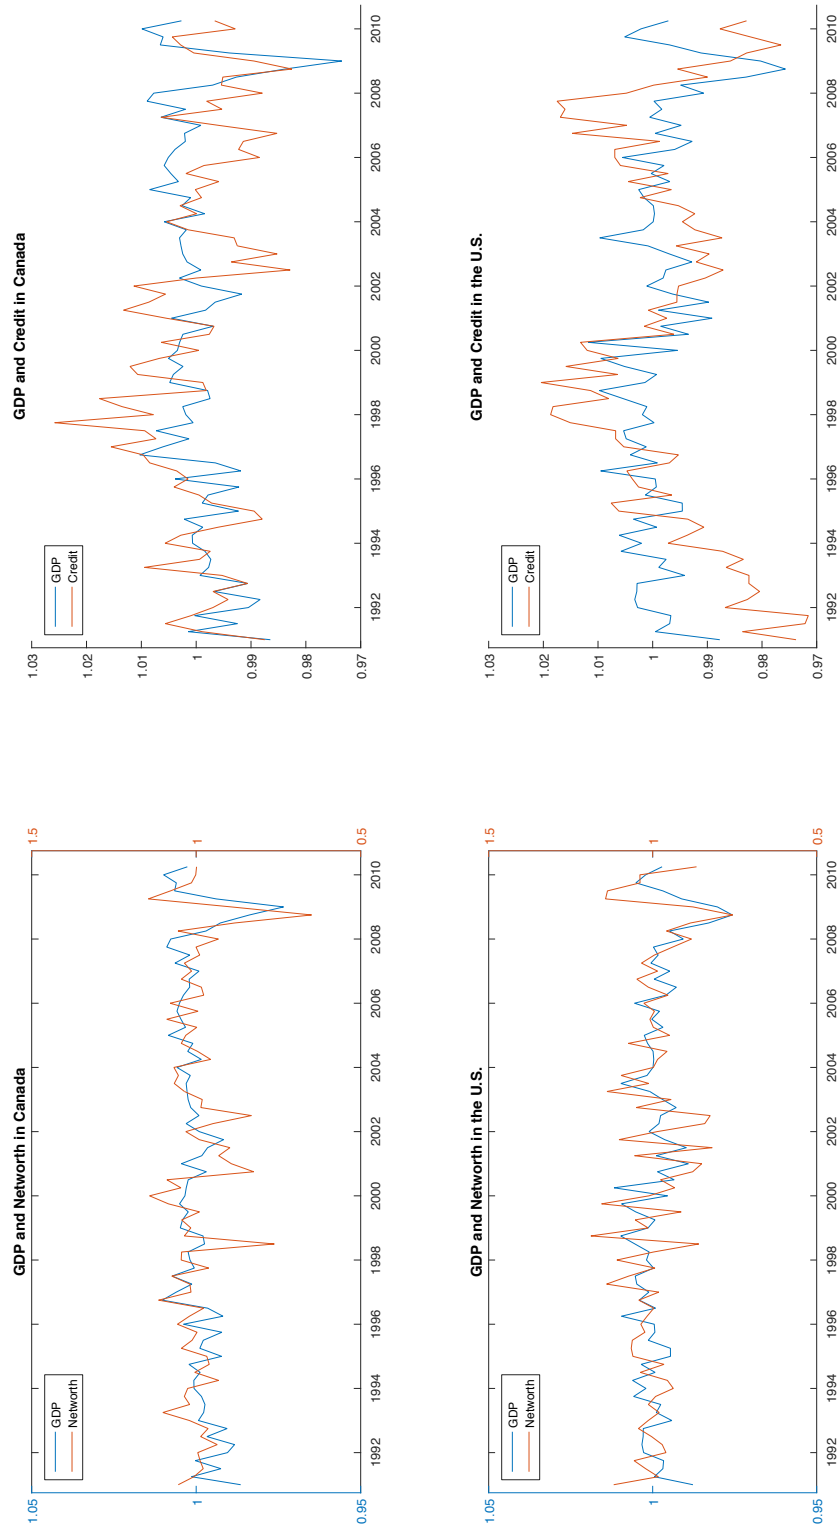 GDP and Networth in Canada
1.05
1
0.95
1.5
1
0.5
GDP
Networth
1992 1994 1996 1998 2000 2002 2004 2006 2008 2010
GDP and Credit in Canada
1.03
1.02
1.01
1
0.99
0.98
0.97
GDP
Credit
1992 1994 1996 1998 2000 2002 2004 2006 2008 2010
GDP and Networth in the U.S.
1.05
1
0.95
1.5
1
0.5
GDP
Networth
1992 1994 1996 1998 2000 2002 2004 2006 2008 2010
GDP and Credit in the U.S.
1.03
1.02
1.01
1
0.99
0.98
0.97
GDP
Credit
1992 1994 1996 1998 2000 2002 2004 2006 2008 2010